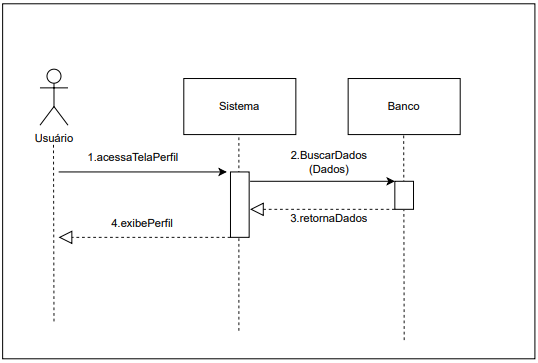 Usuário
Sistema
Banco
1.acessaTelaPerfil
2.BuscarDados
(Dados)
3.retornaDados
4.exibePerfil